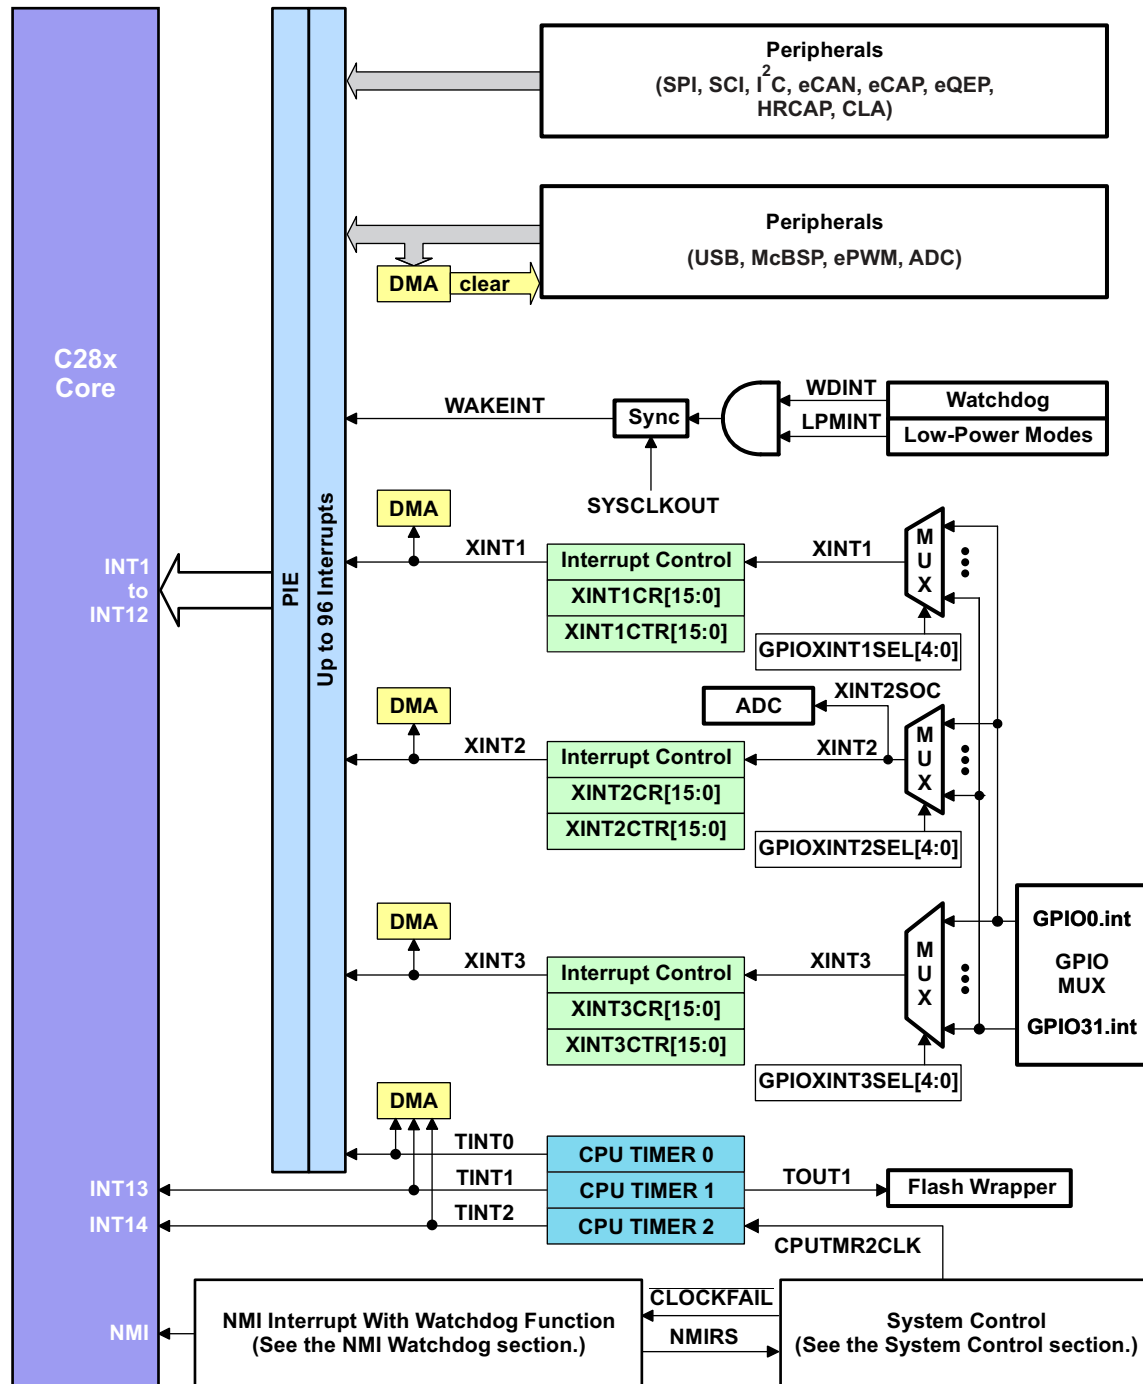 Peripherals
(SPI, SCI, I²C, eCAN, eCAP, eQEP,
HRCAP, CLA)
Peripherals
(USB, McBSP, ePWM, ADC)
DMA
clear
C28x
Core
WDINT
Watchdog
WAKEINT
Sync
LPMINT
Low-Power Modes
SYSCLKOUT
DMA
XINT1
Interrupt Control
XINT1
MUX
INT1
to
INT12
PIE
Up to 96 Interrupts
XINT1CR[15:0]
XINT1CTR[15:0]
GPIOXINT1SEL[4:0]
DMA
ADC
XINT2SOC
XINT2
Interrupt Control
XINT2
MUX
XINT2CR[15:0]
XINT2CTR[15:0]
GPIOXINT2SEL[4:0]
DMA
GPIO0.int
XINT3
Interrupt Control
XINT3
MUX
GPIO
MUX
XINT3CR[15:0]
GPIO31.int
XINT3CTR[15:0]
GPIOXINT3SEL[4:0]
DMA
TINT0
CPU TIMER 0
INT13
TINT1
CPU TIMER 1
TOUT1
Flash Wrapper
INT14
TINT2
CPU TIMER 2
CPUTMR2CLK
CLOCKFAIL
NMI
NMI Interrupt With Watchdog Function
(See the NMI Watchdog section.)
NMIRS
System Control
(See the System Control section.)